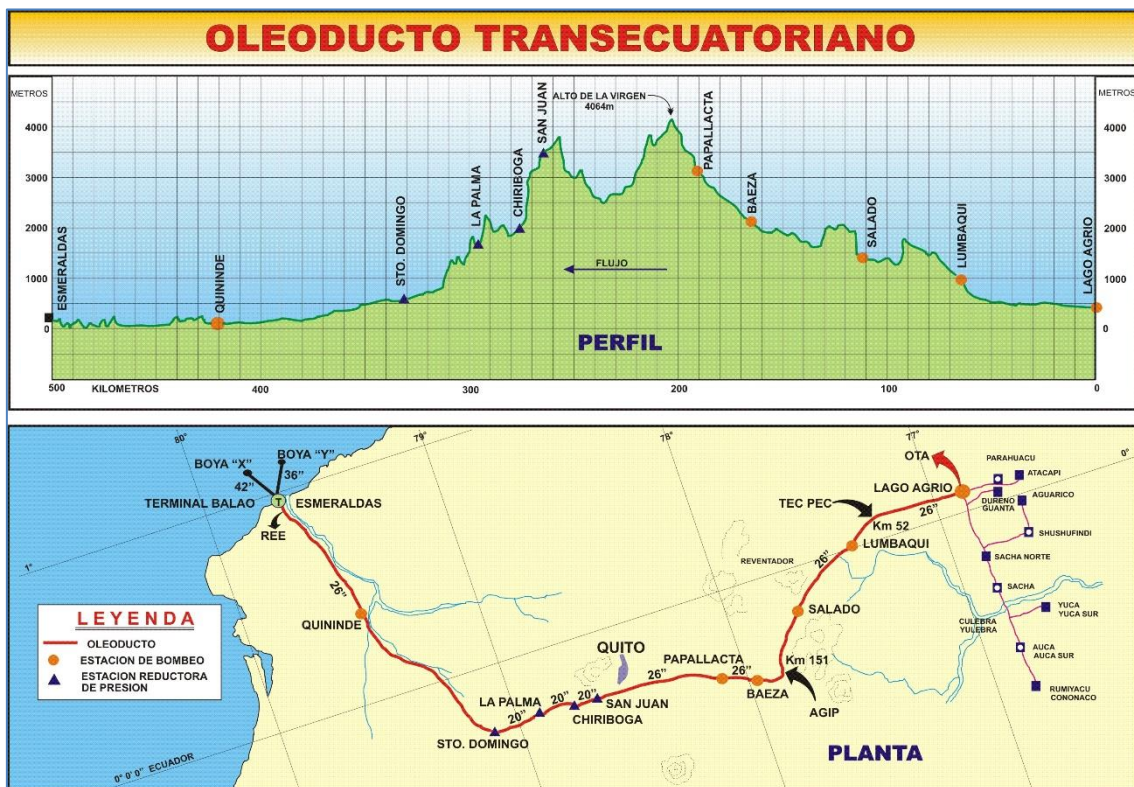 OLEODUCTO TRANSECUATORIANO
METROS
METROS
ALTO DE LA VIRGEN
4064m
4000
3000
2000
1000
0
4000
3000
2000
1000
0
ESMERALDAS
QUININDE
STO. DOMINGO
LA PALMA
CHIRIBOGA
SAN JUAN
PAPALLACTA
BAEZA
SALADO
LUMBAQUI
LAGO AGRIO
FLUJO
PERFIL
500
KILOMETROS
400
300
200
100
0
80°
79°
78°
77°
0°
BOYA "X"
BOYA "Y"
42"
36"
TERMINAL BALAO
T
ESMERALDAS
REE
1°
26"
QUININDE
LEYENDA
OLEODUCTO
ESTACION DE BOMBEO
ESTACION REDUCTORA
DE PRESION
0° 0' 0" ECUADOR
STO. DOMINGO
20"
LA PALMA
20"
CHIRIBOGA
20"
SAN JUAN
QUITO
26"
PAPALLACTA
26"
BAEZA
AGIP
Km 151
SALADO
REVENTADOR
26"
LUMBAQUI
Km 52
TEC PEC
26"
LAGO AGRIO
OTA
PARAHUACU
ATACAPI
DURENO
GUANTA
AGUARICO
SHUSHUFINDI
SACHA NORTE
SACHA
CULEBRA
YULEBRA
YUCA
YUCA SUR
AUCA
AUCA SUR
RUMIYACU
CONONACO
PLANTA